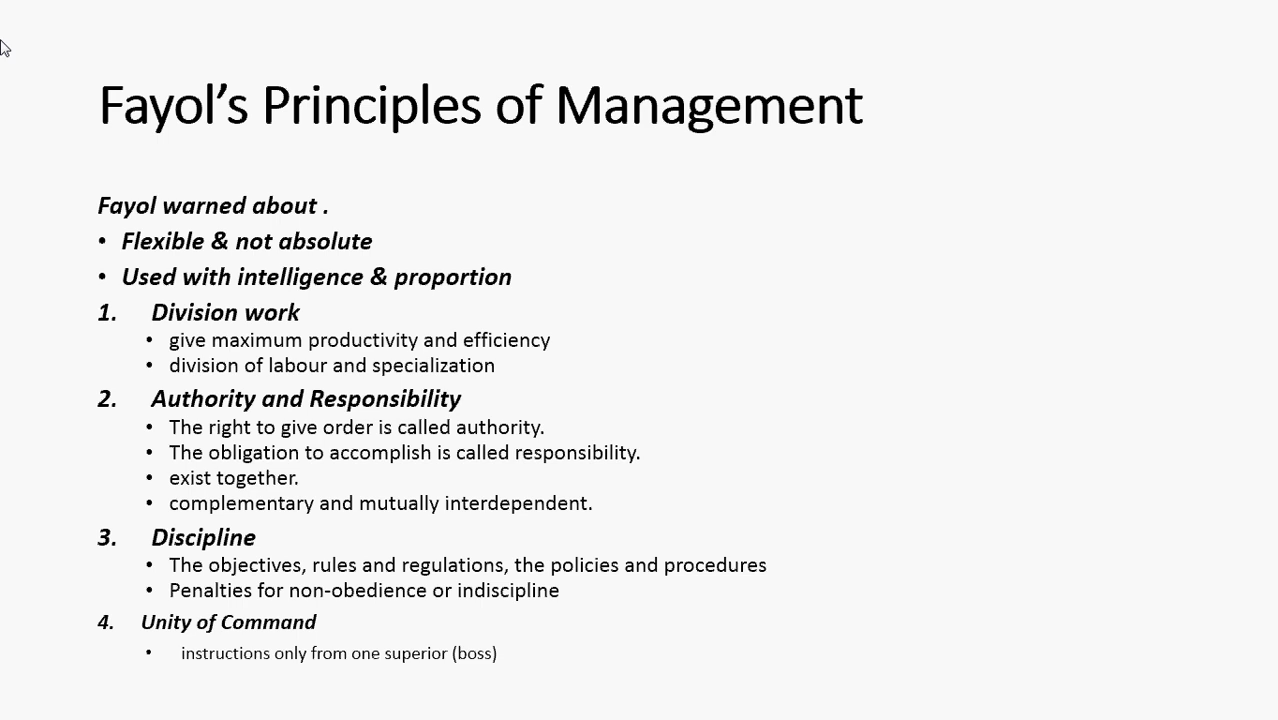 Fayol’s Principles of Management
Fayol warned about .
• Flexible & not absolute
• Used with intelligence & proportion
1. Division work
• give maximum productivity and efficiency
• division of labour and specialization
2. Authority and Responsibility
• The right to give order is called authority.
• The obligation to accomplish is called responsibility.
• exist together.
• complementary and mutually interdependent.
3. Discipline
• The objectives, rules and regulations, the policies and procedures
• Penalties for non-obedience or indiscipline
4. Unity of Command
• instructions only from one superior (boss)